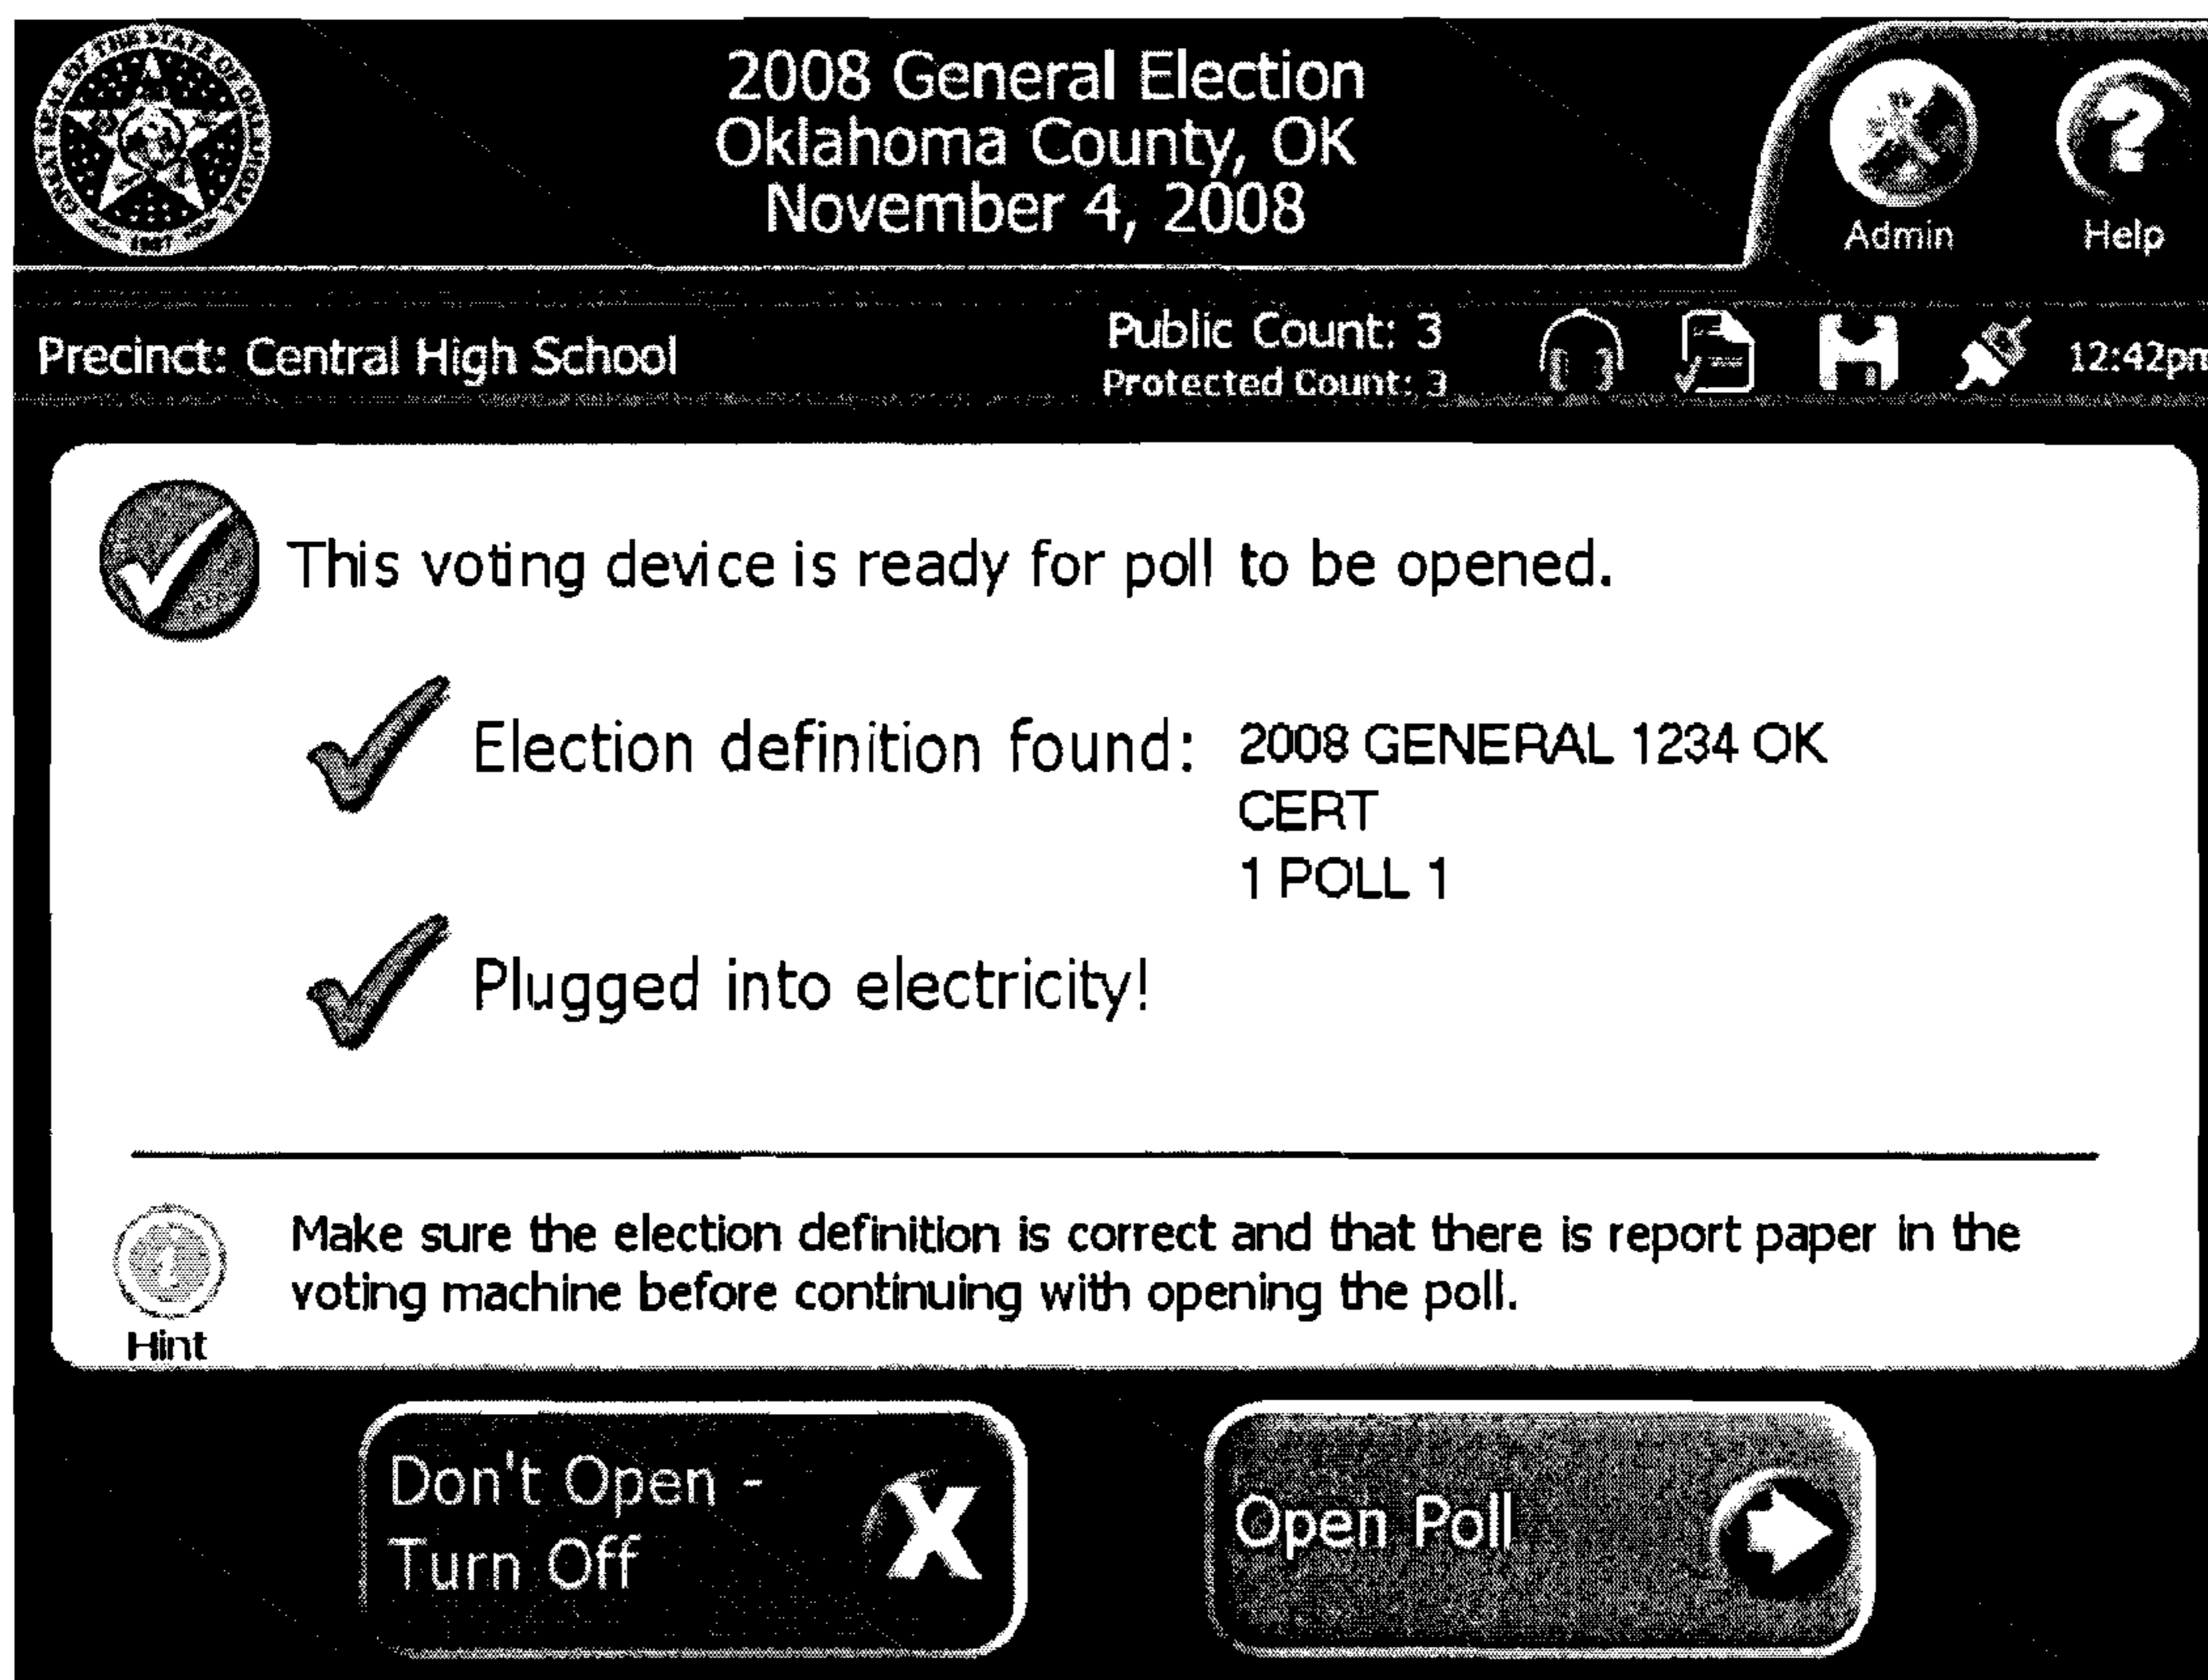 2008 General Election
Oklahoma County, OK
November 4, 2008
Admin
Help
Precinct: Central High School
Public Count: 3
Protected Count: 3
12:42pm
This voting device is ready for poll to be opened.
Election definition found: 2008 GENERAL 1234 OK
CERT
1 POLL 1
Plugged into electricity!
Make sure the election definition is correct and that there is report paper in the
voting machine before continuing with opening the poll.
Hint
Don't Open -
Turn Off
X
Open Poll